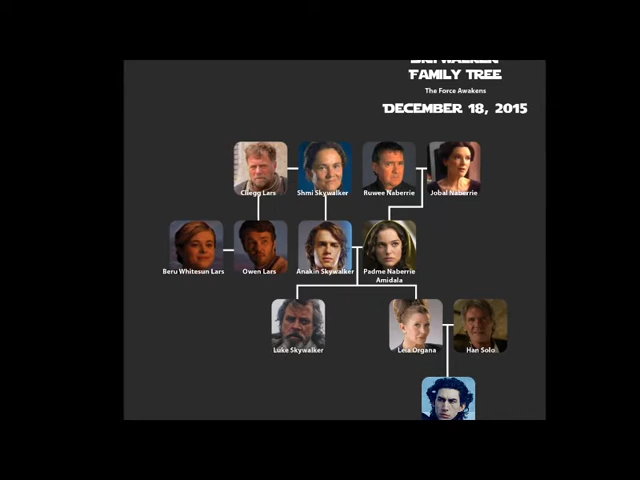 SKYWALKER
FAMILY TREE
The Force Awakens
DECEMBER 18, 2015
Cliegg Lars
Shmi Skywalker
Ruwee Naberrie
Jobal Naberrie
Beru Whitesun Lars
Owen Lars
Anakin Skywalker
Padme Naberrie
Amidala
Luke Skywalker
Leia Organa
Han Solo